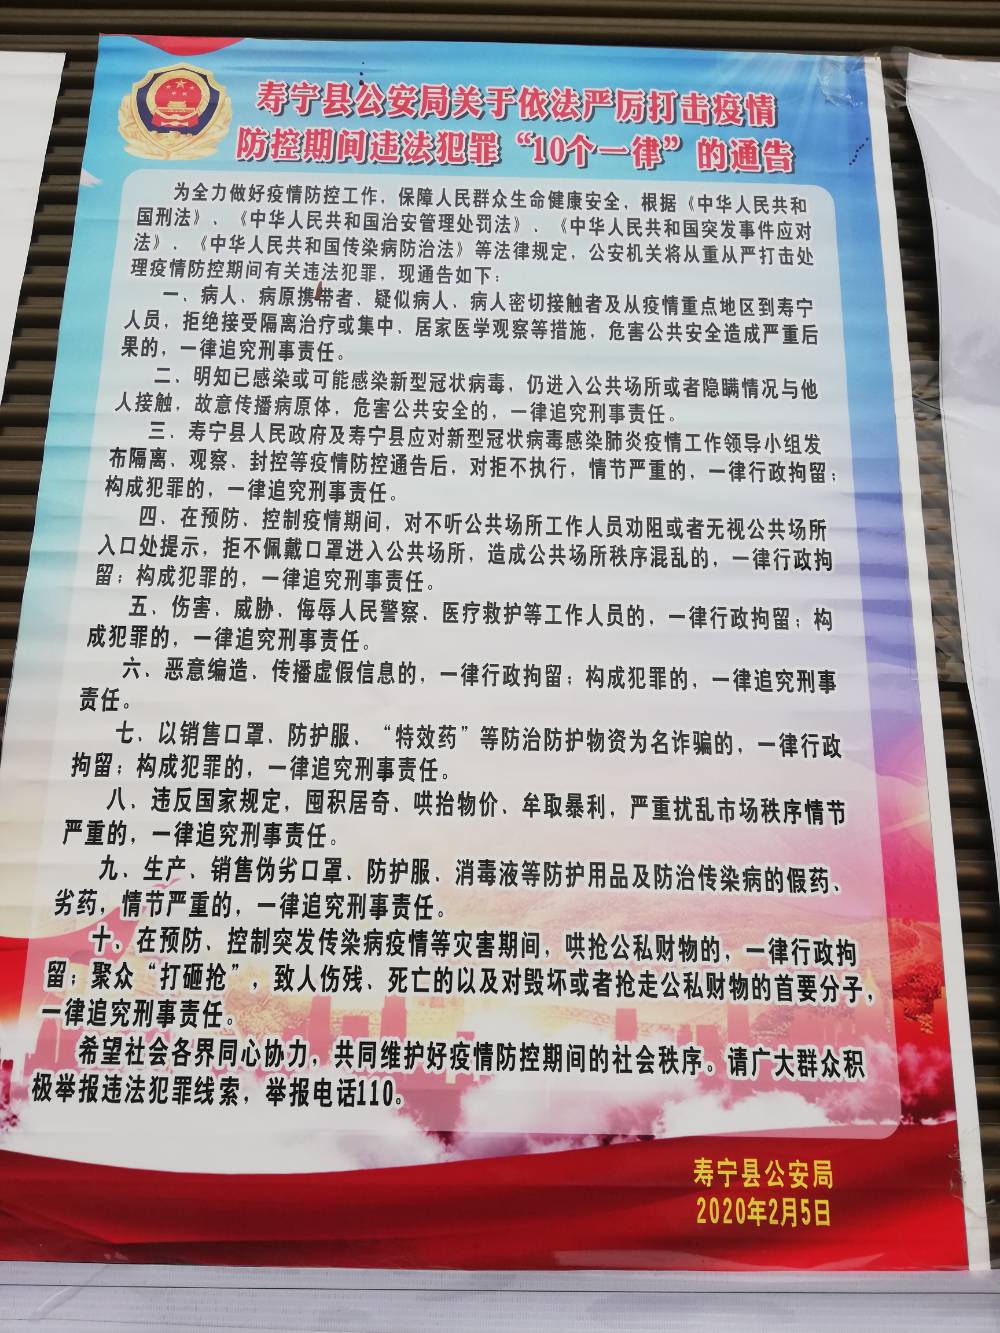 寿宁县公安局关于依法严厉打击疫情
防控期间违法犯罪“10个一律”的通告
为全力做好疫情防控工作，保障人民群众生命健康安全，根据《中华人民共和
国刑法》、《中华人民共和国治安管理处罚法》、《中华人民共和国突发事件应对
法》、《中华人民共和国传染病防治法》等法律规定，公安机关将从重从严打击处
理疫情防控期间有关违法犯罪，现通告如下：
一、病人、病原携带者、疑似病人、病人密切接触者及从疫情重点地区到寿宁
人员，拒绝接受隔离治疗或集中、居家医学观察等措施，危害公共安全造成严重后
果的，一律追究刑事责任。
二、明知已感染或可能感染新型冠状病毒，仍进入公共场所或者隐瞒情况与他
人接触，故意传播病原体，危害公共安全的，一律追究刑事责任。
三、寿宁县人民政府及寿宁县应对新型冠状病毒感染肺炎疫情工作领导小组发
布隔离、观察、封控等疫情防控通告后，对拒不执行，情节严重的，一律行政拘留；
构成犯罪的，一律追究刑事责任。
四、在预防、控制疫情期间，对不听公共场所工作人员劝阻或者无视公共场所
入口处提示，拒不佩戴口罩进入公共场所，造成公共场所秩序混乱的，一律行政拘
留；构成犯罪的，一律追究刑事责任。
五、伤害、威胁、侮辱人民警察、医疗救护等工作人员的，一律行政拘留；构
成犯罪的，一律追究刑事责任。
六、恶意编造、传播虚假信息的，一律行政拘留；构成犯罪的，一律追究刑事
责任。
七、以销售口罩、防护服、“特效药”等防治防护物资为名诈骗的，一律行政
拘留；构成犯罪的，一律追究刑事责任。
八、违反国家规定，囤积居奇、哄抬物价、牟取暴利，严重扰乱市场秩序情节
严重的，一律追究刑事责任。
九、生产、销售伪劣口罩、防护服、消毒液等防护用品及防治传染病的假药、
劣药，情节严重的，一律追究刑事责任。
十、在预防、控制突发传染病疫情等灾害期间，哄抢公私财物的，一律行政拘
留；聚众“打砸抢”，致人伤残、死亡的以及对毁坏或者抢走公私财物的首要分子，
一律追究刑事责任。
希望社会各界同心协力，共同维护好疫情防控期间的社会秩序。请广大群众积
极举报违法犯罪线索，举报电话110。
寿宁县公安局
2020年2月5日